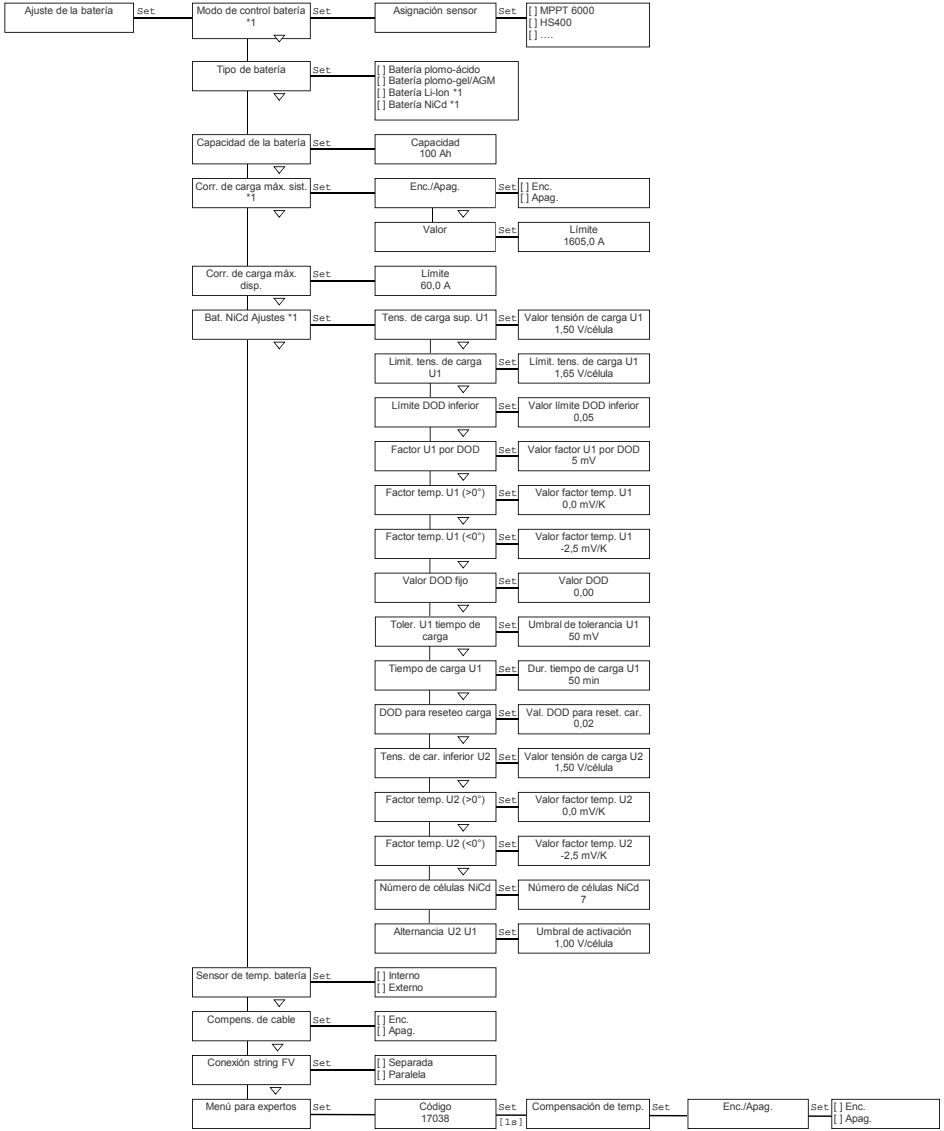 Ajuste de la batería
Set
Modo de control batería
*1
Set
Asignación sensor
Set
[ ] MPPT 6000
[ ] HS400
[ ] ....
Tipo de batería
Set
[ ] Batería plomo-ácido
[ ] Batería plomo-gel/AGM
[ ] Batería Li-Ion *1
[ ] Batería NiCd *1
Capacidad de la batería
Set
Capacidad
100 Ah
Corr. de carga máx. sist.
*1
Set
Enc./Apag.
Set
[ ] Enc.
[ ] Apag.
Valor
Set
Límite
1605,0 A
Corr. de carga máx.
disp.
Set
Límite
60,0 A
Bat. NiCd Ajustes *1
Set
Tens. de carga sup. U1
Set
Valor tensión de carga U1
1,50 V/célula
Limit. tens. de carga
U1
Set
Límit. tens. de carga U1
1,65 V/célula
Límite DOD inferior
Set
Valor límite DOD inferior
0,05
Factor U1 por DOD
Set
Valor factor U1 por DOD
5 mV
Factor temp. U1 (>0°)
Set
Valor factor temp. U1
0,0 mV/K
Factor temp. U1 (<0°)
Set
Valor factor temp. U1
-2,5 mV/K
Valor DOD fijo
Set
Valor DOD
0,00
Toler. U1 tiempo de
carga
Set
Umbral de tolerancia U1
50 mV
Tiempo de carga U1
Set
Dur. tiempo de carga U1
50 min
DOD para reseteo carga
Set
Val. DOD para reset. car.
0,02
Tens. de car. inferior U2
Set
Valor tensión de carga U2
1,50 V/célula
Factor temp. U2 (>0°)
Set
Valor factor temp. U2
0,0 mV/K
Factor temp. U2 (<0°)
Set
Valor factor temp. U2
-2,5 mV/K
Número de células NiCd
Set
Número de células NiCd
7
Alternancia U2 U1
Set
Umbral de activación
1,00 V/célula
Sensor de temp. batería
Set
[ ] Interno
[ ] Externo
Compens. de cable
Set
[ ] Enc.
[ ] Apag.
Conexión string FV
Set
[ ] Separada
[ ] Paralela
Menú para expertos
Set
Código
17038
Set
[1s]
Compensación de temp.
Set
Enc./Apag.
Set
[ ] Enc.
[ ] Apag.